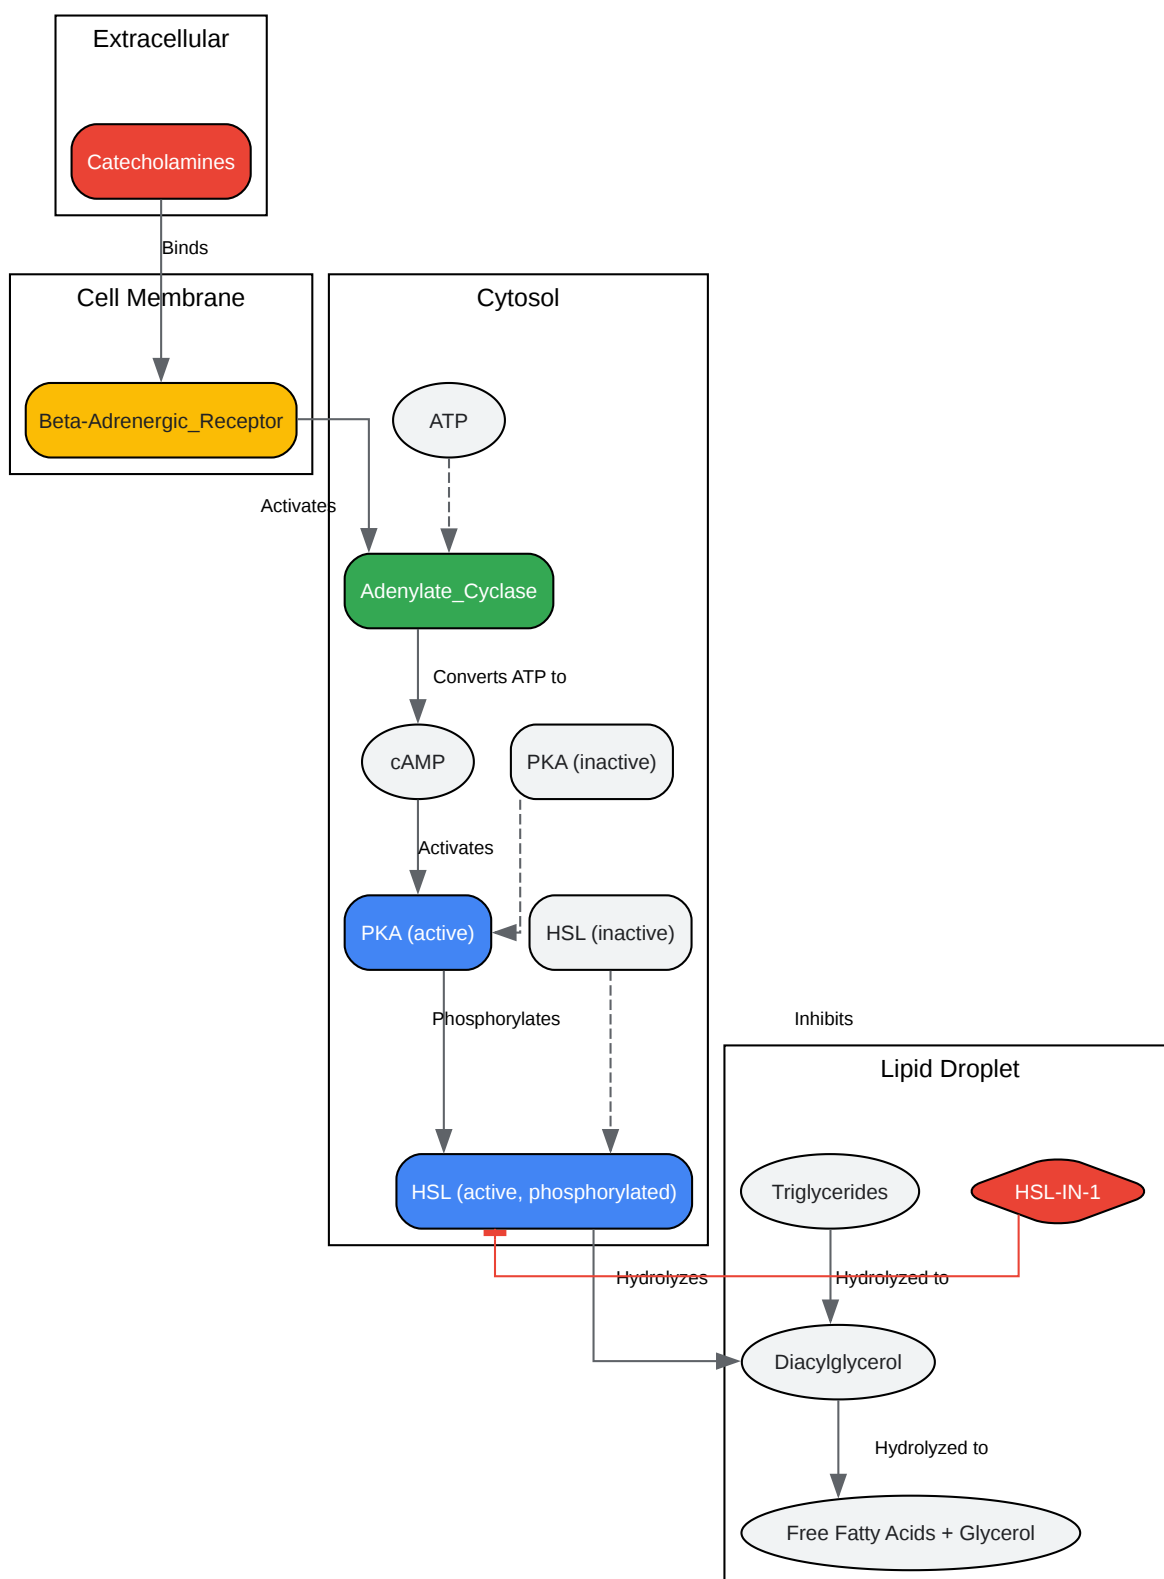 Extracellular
Catecholamines
Binds
Cell Membrane
Cytosol
Beta-Adrenergic_Receptor
ATP
Activates
Adenylate_Cyclase
Converts ATP to
cAMP
PKA (inactive)
Activates
PKA (active)
HSL (inactive)
Phosphorylates
Inhibits
Lipid Droplet
HSL (active, phosphorylated)
Triglycerides
HSL-IN-1
Hydrolyzes
Hydrolyzed to
Diacylglycerol
Hydrolyzed to
Free Fatty Acids + Glycerol